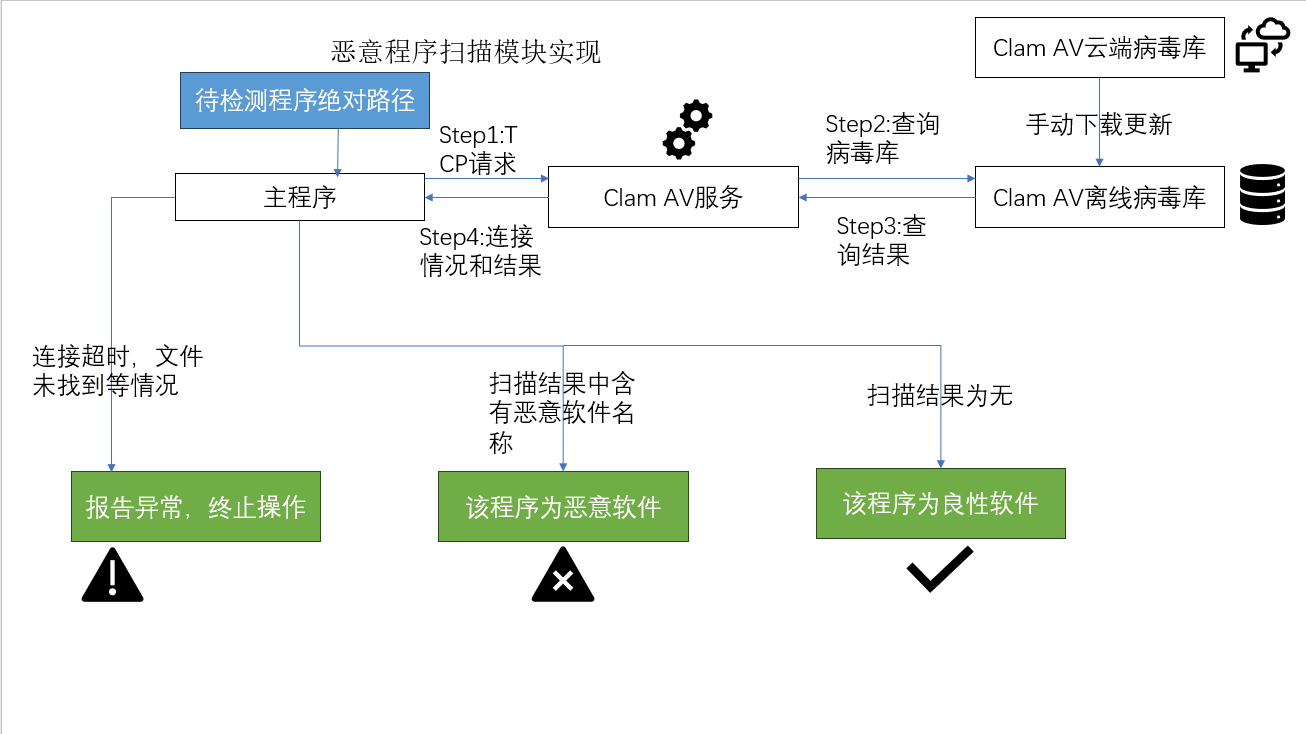 恶意程序扫描模块实现
Clam AV云端病毒库
待检测程序绝对路径
Step1:T
CP请求
Step2:查询
病毒库
手动下载更新
主程序
Clam AV服务
Clam AV离线病毒库
Step4:连接
情况和结果
Step3:查
询结果
连接超时，文件
未找到等情况
扫描结果中含
有恶意软件名
称
扫描结果为无
报告异常，终止操作
该程序为恶意软件
该程序为良性软件